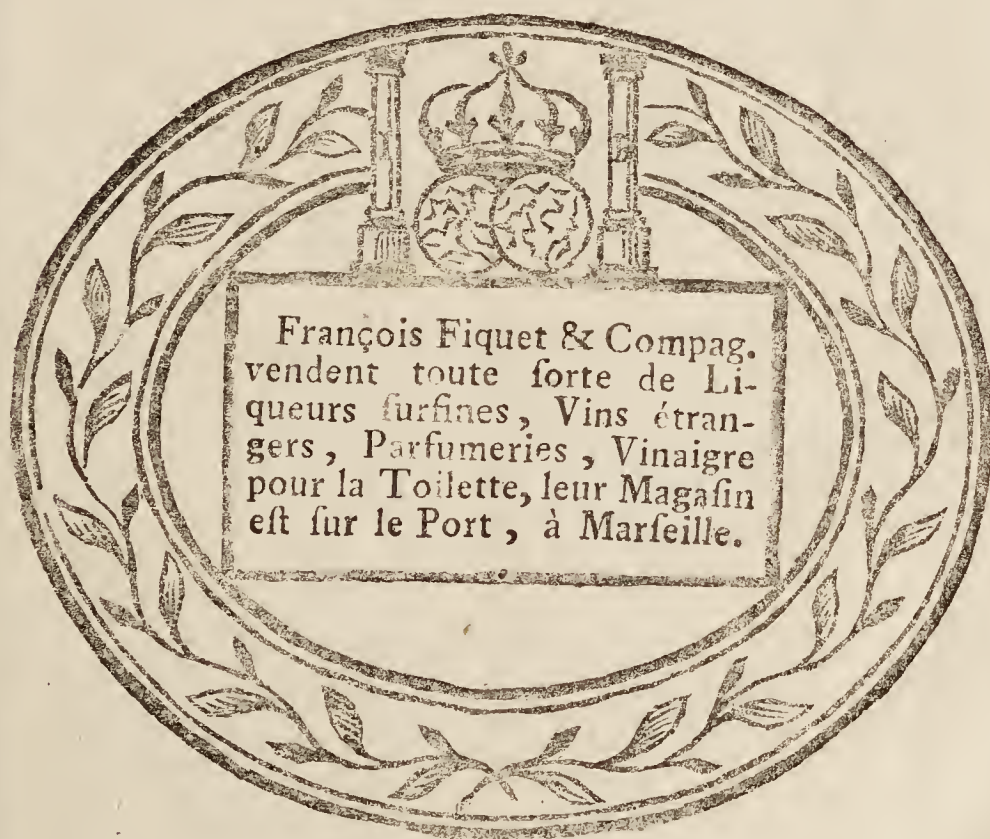 François Fiquet & Compag.
vendent toute ſorte de Li-
queurs ſurfines, Vins étran-
gers, Parfumeries, Vinaigre
pour la Toilette, leur Magaſin
eſt ſur le Port, à Marſeille.